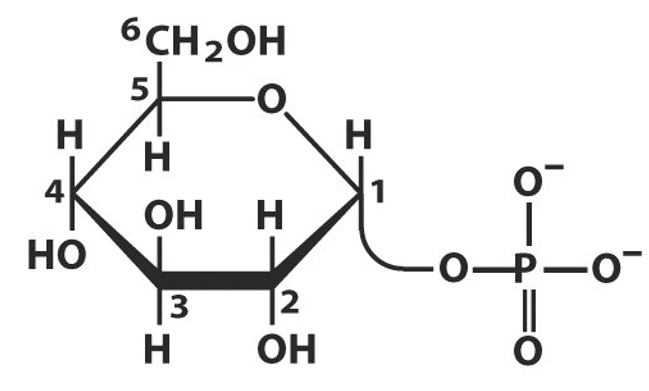 6CH2OH
5 O
H H H
4 1
OH H O−
HO O P O−
3 2
H OH O